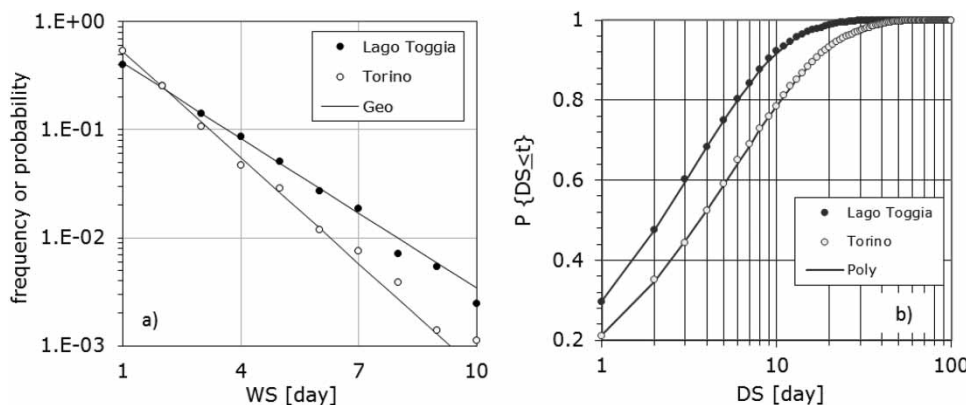 frequency or probability
1.E+00
1.E-01
1.E-02
1.E-03
Lago Toggia
Torino
Geo
a)
1 4 7 10
WS [day]
P {DS≤t}
1
0.8
0.6
0.4
0.2
Lago Toggia
Torino
Poly
b)
1 10 100
DS [day]